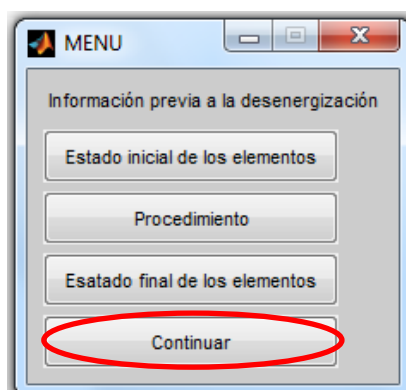 MENU
Información previa a la desenergización
Estado inicial de los elementos
Procedimiento
Esatado final de los elementos
Continuar